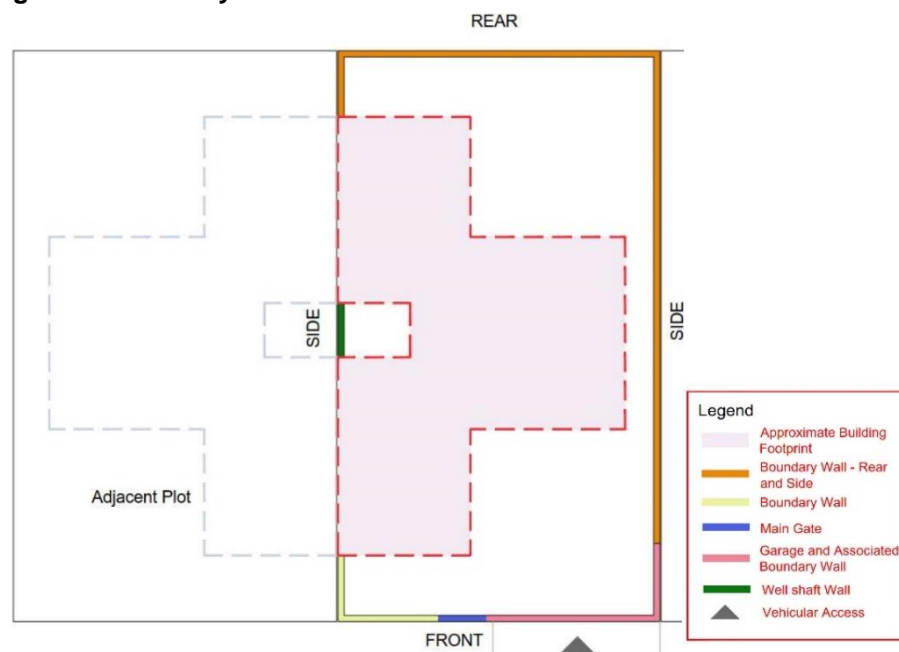 REAR
SIDE
SIDE
Adjacent Plot
FRONT
Legend
Approximate Building
Footprint
Boundary Wall - Rear
and Side
Boundary Wall
Main Gate
Garage and Associated
Boundary Wall
Well shaft Wall
Vehicular Access